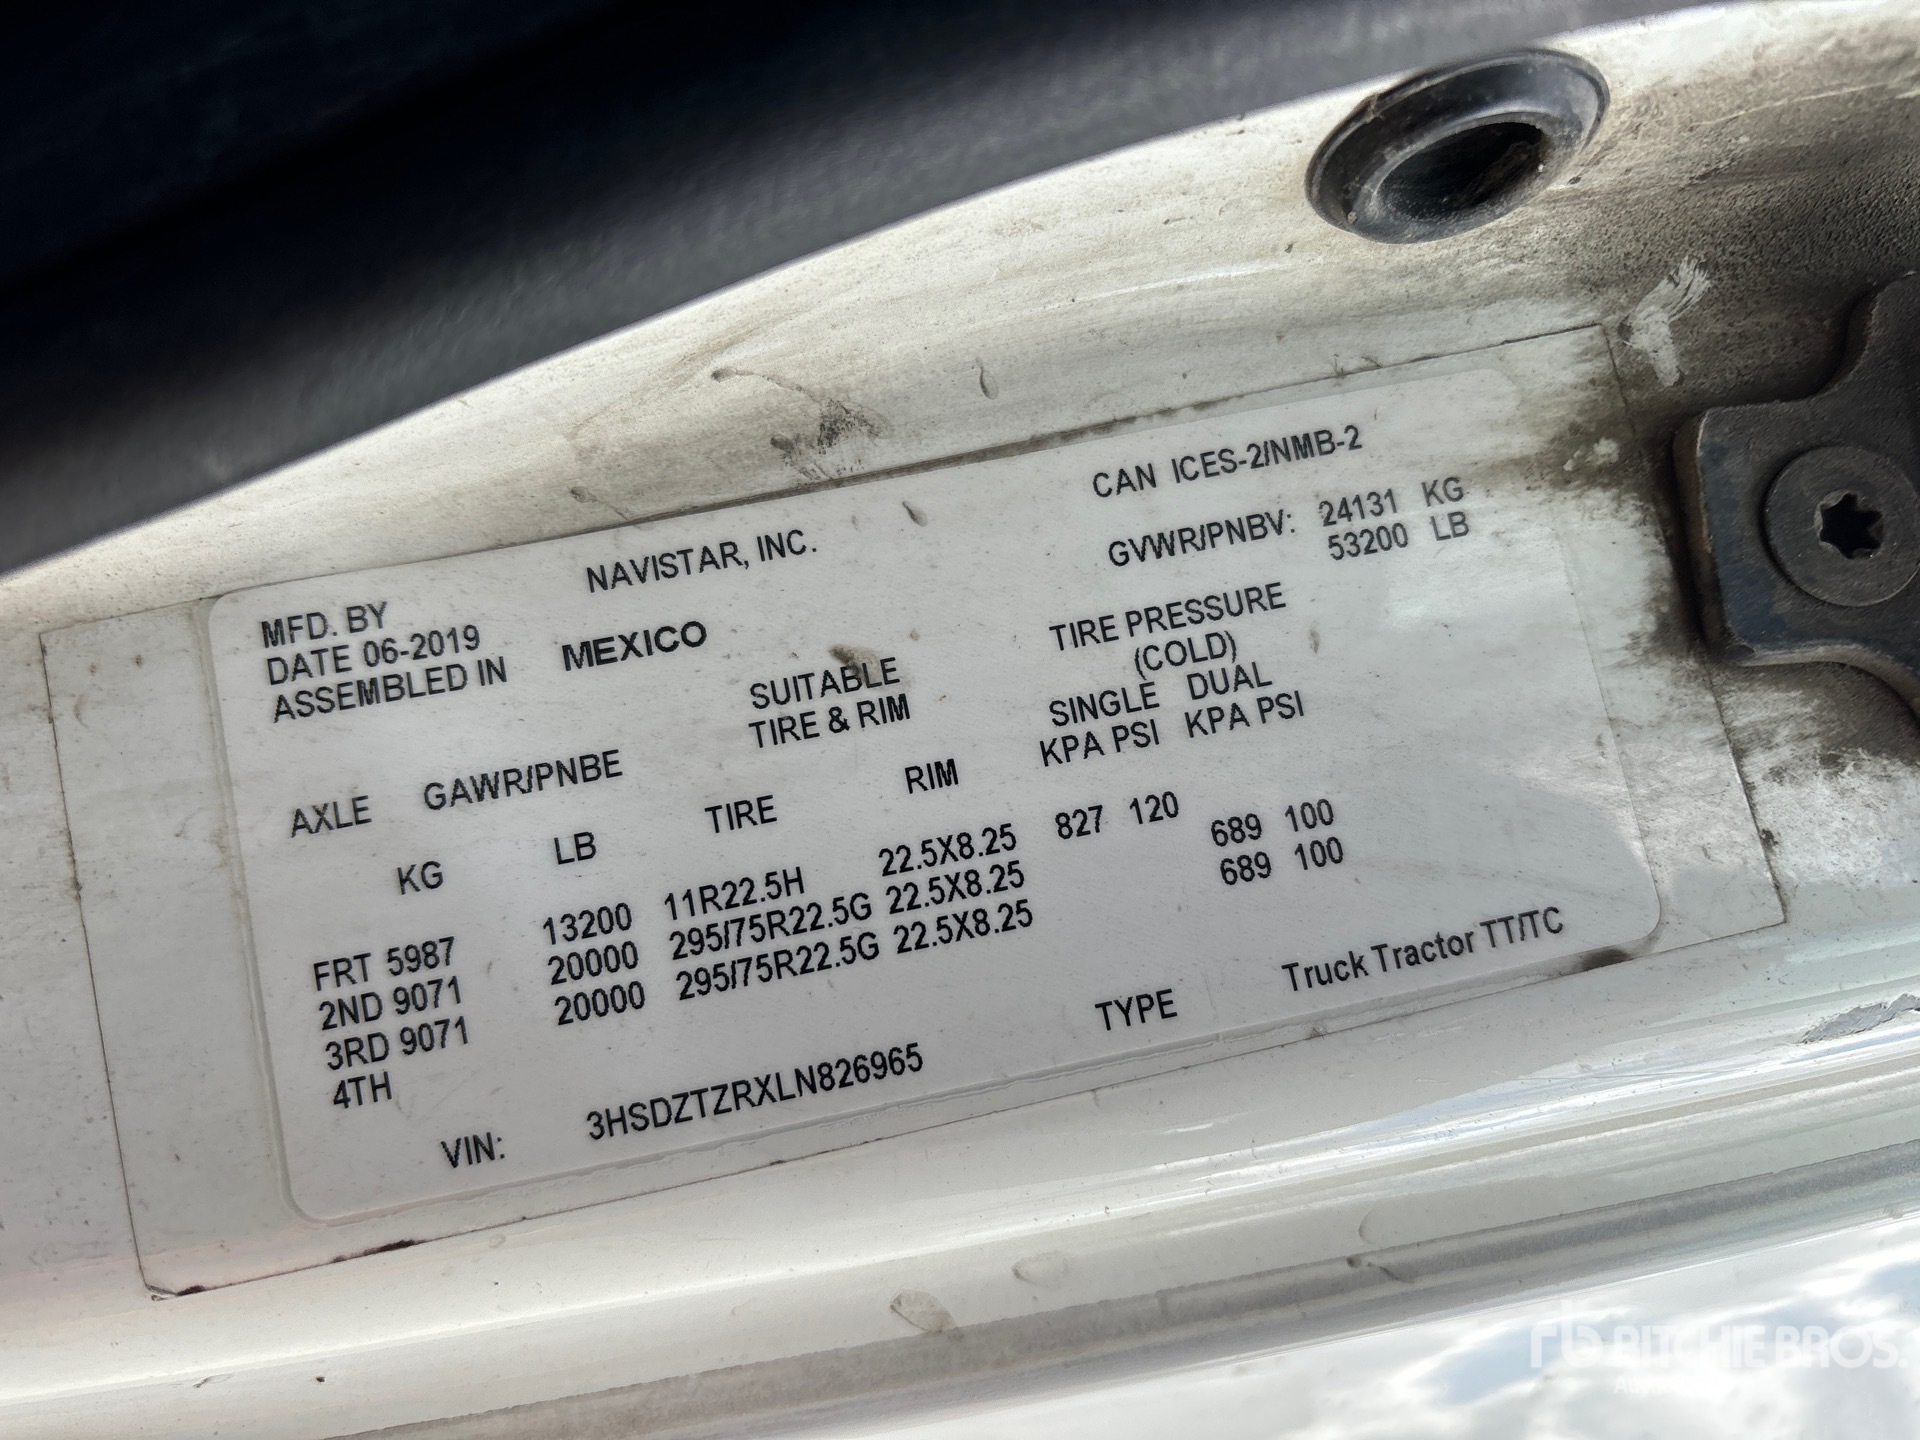 MFD. BY NAVISTAR, INC. CAN ICES-2/NMB-2
DATE 06-2019 GVWR/PNBV: 24131 KG
ASSEMBLED IN MEXICO 53200 LB
SUITABLE TIRE PRESSURE
TIRE & RIM (COLD)
SINGLE DUAL
AXLE GAWR/PNBE KPA PSI KPA PSI
KG LB TIRE RIM
FRT 5987 13200 11R22.5H 22.5X8.25 827 120
2ND 9071 20000 295/75R22.5G 22.5X8.25 689 100
3RD 9071 20000 295/75R22.5G 22.5X8.25 689 100
4TH
VIN: 3HSDZTZRXLN826965 TYPE Truck Tractor TT/TC
rb RITCHIE BROS.